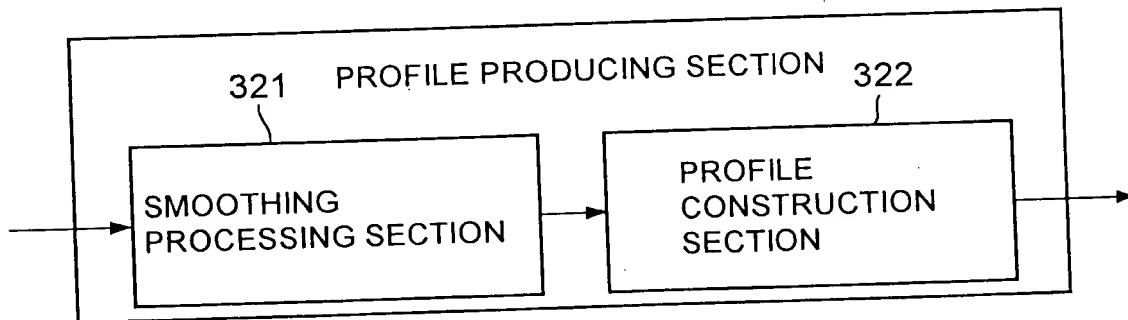 PROFILE PRODUCING SECTION
321
322
SMOOTHING
PROCESSING SECTION
PROFILE
CONSTRUCTION
SECTION